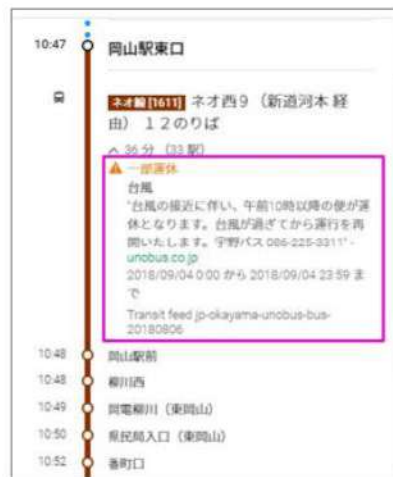 10:47 岡山駅東口
ネオ線[1611] ネオ西9 (新道河本 経
由) 12のりば
36 分 (33 駅)
一部運休
台風
"台風の接近に伴い、午前10時以降の便が運
休となります。台風が過ぎてから運行を再
開いたします。宇野バス 086-225-3311" -
unobus.co.jp
2018/09/04 0:00 から 2018/09/04 23:59 ま
で
Transit feed jp-okayama-unobus-bus-
20180806
10:48 岡山駅前
10:48 柳川西
10:49 岡電柳川 (東岡山)
10:50 県民局入口 (東岡山)
10:52 番町口